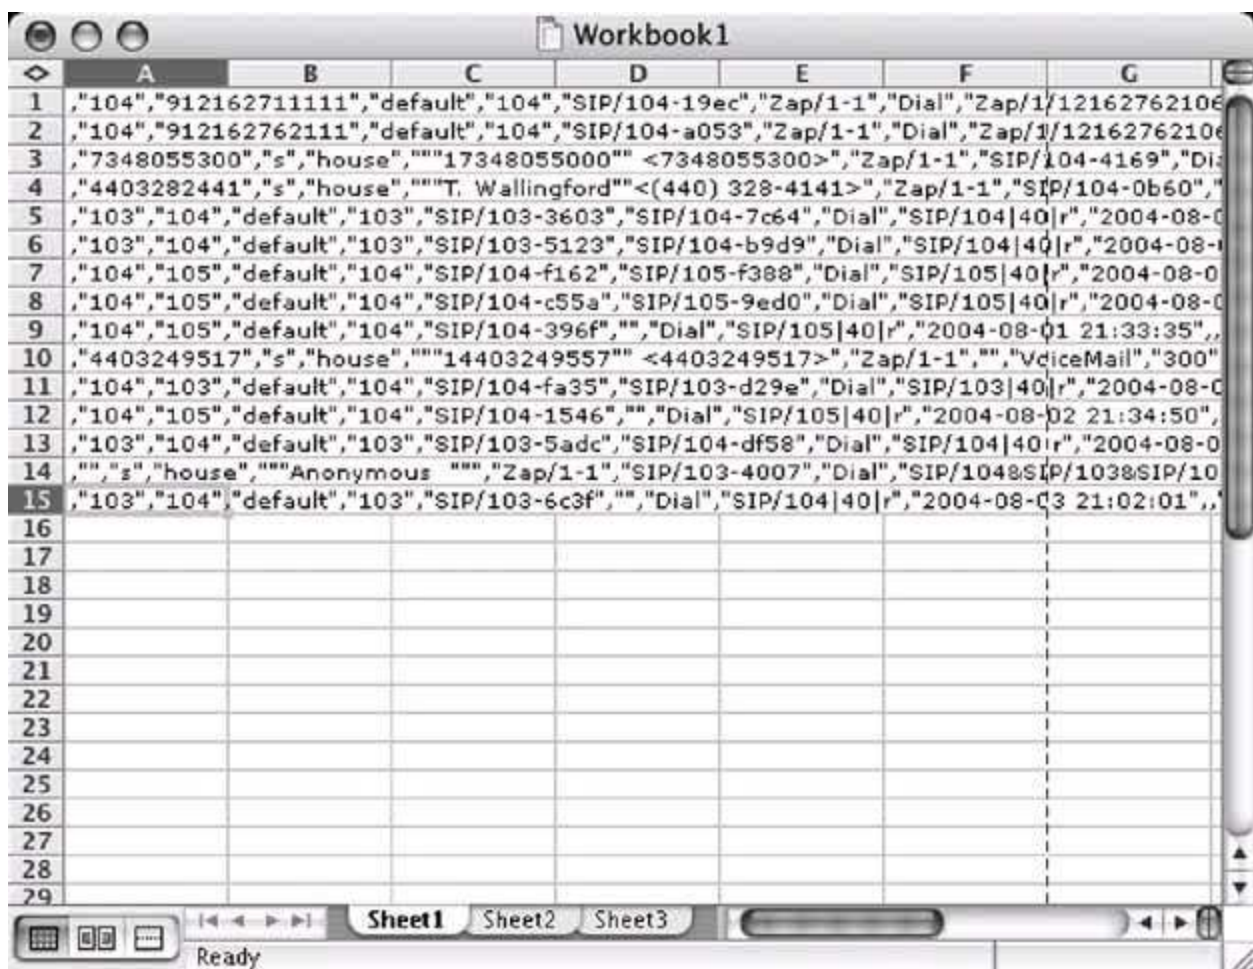 Workbook1
A B C D E F G
1 ,"104","912162711111","default","104","SIP/104-19ec","Zap/1-1","Dial","Zap/1/12162762106
2 ,"104","912162762111","default","104","SIP/104-a053","Zap/1-1","Dial","Zap/1/12162762106
3 ,"7348055300","s","house","""17348055000"" <7348055300>","Zap/1-1","SIP/104-4169","Dia
4 ,"4403282441","s","house","""T. Wallingford""<(440) 328-4141>","Zap/1-1","SIP/104-0b60","
5 ,"103","104","default","103","SIP/103-3603","SIP/104-7c64","Dial","SIP/104|40|r","2004-08-0
6 ,"103","104","default","103","SIP/103-5123","SIP/104-b9d9","Dial","SIP/104|40|r","2004-08-
7 ,"104","105","default","104","SIP/104-f162","SIP/105-f388","Dial","SIP/105|40|r","2004-08-0
8 ,"104","105","default","104","SIP/104-c55a","SIP/105-9ed0","Dial","SIP/105|40|r","2004-08-0
9 ,"104","105","default","104","SIP/104-396f","","Dial","SIP/105|40|r","2004-08-01 21:33:35",,
10 ,"4403249517","s","house","""14403249557"" <4403249517>","Zap/1-1","","VoiceMail","300"
11 ,"104","103","default","104","SIP/104-fa35","SIP/103-d29e","Dial","SIP/103|40|r","2004-08-0
12 ,"104","105","default","104","SIP/104-1546","","Dial","SIP/105|40|r","2004-08-02 21:34:50",
13 ,"103","104","default","103","SIP/103-5adc","SIP/104-df58","Dial","SIP/104|40|r","2004-08-0
14 ,"","s","house","""Anonymous  ""","Zap/1-1","SIP/103-4007","Dial","SIP/104&SIP/103&SIP/10
15 ,"103","104","default","103","SIP/103-6c3f","","Dial","SIP/104|40|r","2004-08-03 21:02:01",,
16
17
18
19
20
21
22
23
24
25
26
27
28
29
Sheet1 Sheet2 Sheet3
Ready